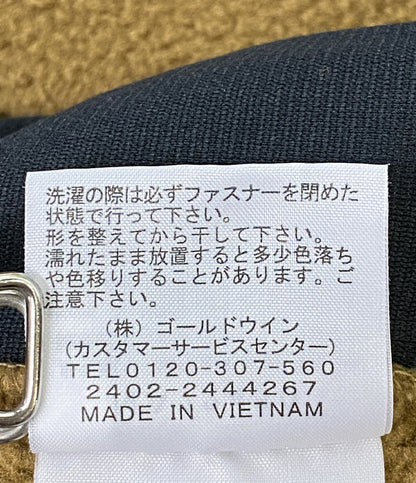 洗濯の際は必ずファスナーを閉めた
状態で行って下さい。
形を整えてから干して下さい。
濡れたまま放置すると多少色落ち
や色移りすることがあります。ご
注意下さい。
(株)ゴールドウイン
(カスタマーサービスセンター)
TEL0120-307-560
2402-2444267
MADE IN VIETNAM